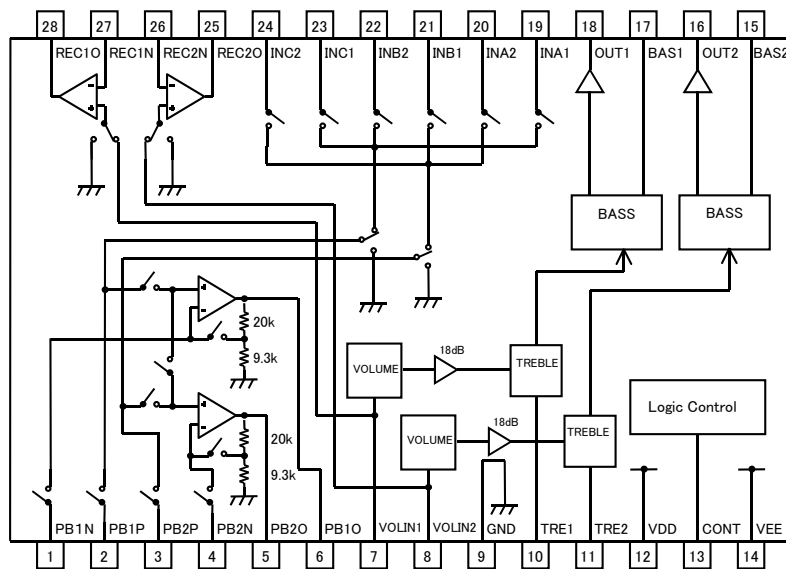 28 27 26 25 24 23 22 21 20 19 18 17 16 15
REC1O REC1N REC2N REC2O INC2 INC1 INB2 INB1 INA2 INA1 OUT1 BAS1 OUT2 BAS2
- + - +
BASS BASS
+ -
20k
9.3k
18dB
VOLUME TREBLE
+ -
20k
9.3k
18dB
VOLUME TREBLE
Logic Control
PB1N PB1P PB2P PB2N PB2O PB1O VOLIN1 VOLIN2 GND TRE1 TRE2 VDD CONT VEE
1 2 3 4 5 6 7 8 9 10 11 12 13 14